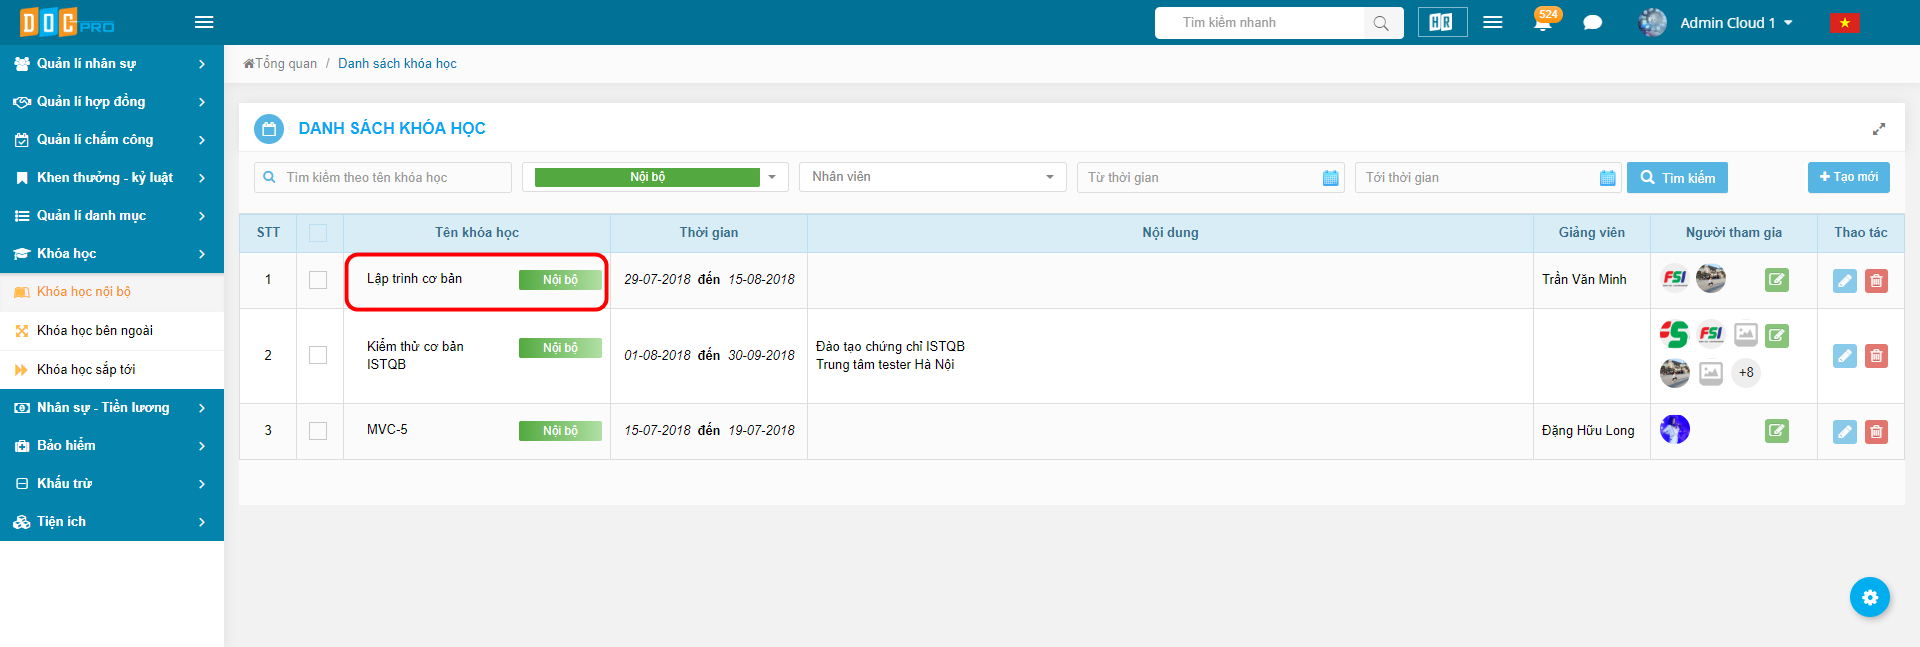 DOC PRO
Tìm kiếm nhanh
HR
524
Admin Cloud 1
Quản lí nhân sự
Quản lí hợp đồng
Quản lí chấm công
Khen thưởng - kỷ luật
Quản lí danh mục
Khóa học
Khóa học nội bộ
Khóa học bên ngoài
Khóa học sắp tới
Nhân sự - Tiền lương
Bảo hiểm
Khấu trừ
Tiện ích
Tổng quan / Danh sách khóa học
DANH SÁCH KHÓA HỌC
Tìm kiếm theo tên khóa học
Nội bộ
Nhân viên
Từ thời gian
Tới thời gian
Tìm kiếm
+ Tạo mới
STT Tên khóa học Thời gian Nội dung Giảng viên Người tham gia Thao tác
1 Lập trình cơ bản Nội bộ 29-07-2018 đến 15-08-2018 Trần Văn Minh FSI
2 Kiểm thử cơ bản ISTQB Nội bộ 01-08-2018 đến 30-09-2018 Đào tạo chứng chỉ ISTQB
Trung tâm tester Hà Nội
FSI
+8
3 MVC-5 Nội bộ 15-07-2018 đến 19-07-2018 Đặng Hữu Long